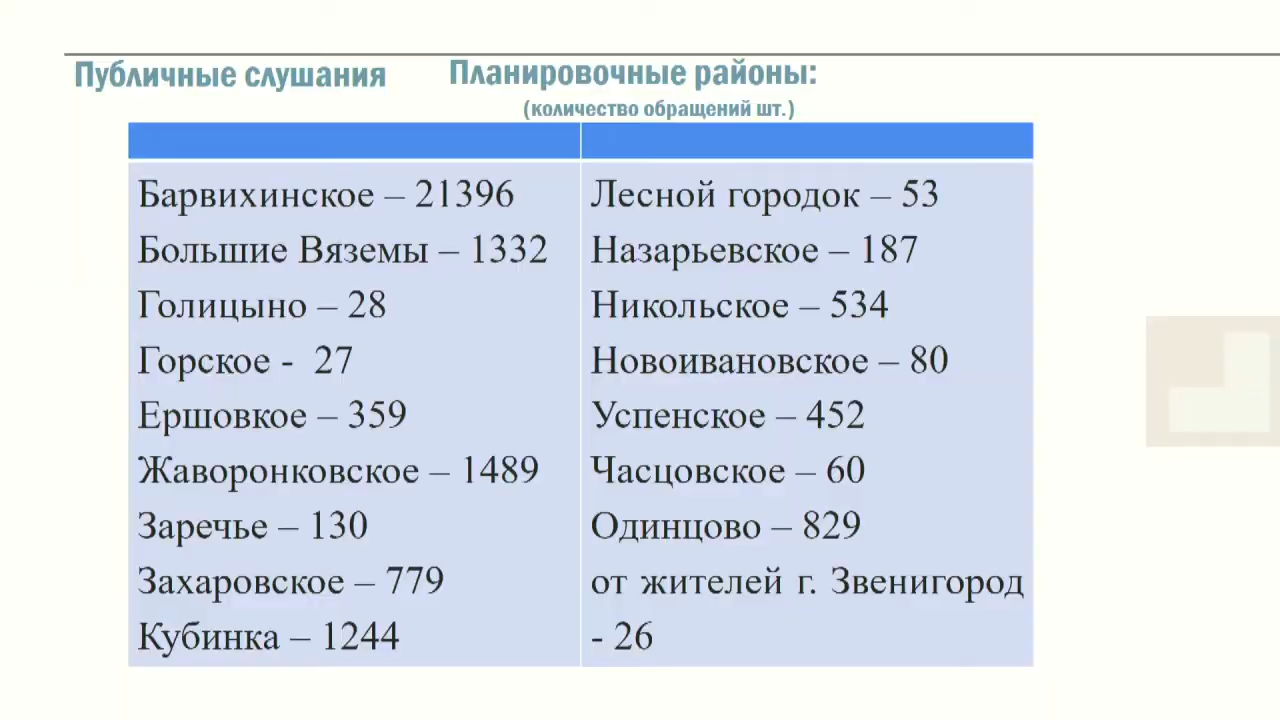 Публичные слушания
Планировочные районы:
(количество обращений шт.)
Барвихинское – 21396
Большие Вяземы – 1332
Голицыно – 28
Горское - 27
Ершовкое – 359
Жаворонковское – 1489
Заречье – 130
Захаровское – 779
Кубинка – 1244
Лесной городок – 53
Назарьевское – 187
Никольское – 534
Новоивановское – 80
Успенское – 452
Часцовское – 60
Одинцово – 829
от жителей г. Звенигород
- 26